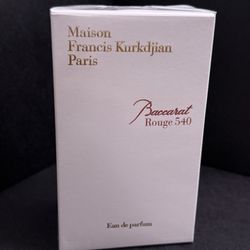 Maison
Francis Kurkdjian
Paris
Baccarat
Rouge 540
Eau de parfum